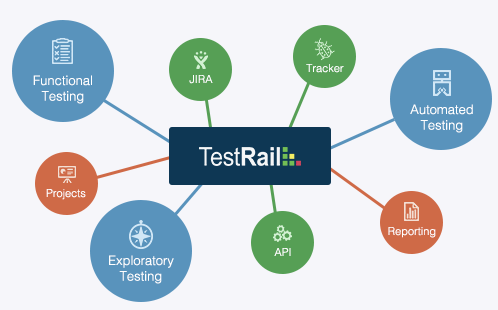 Functional
Testing
JIRA
Tracker
Automated
Testing
TestRail
Projects
Exploratory
Testing
API
Reporting